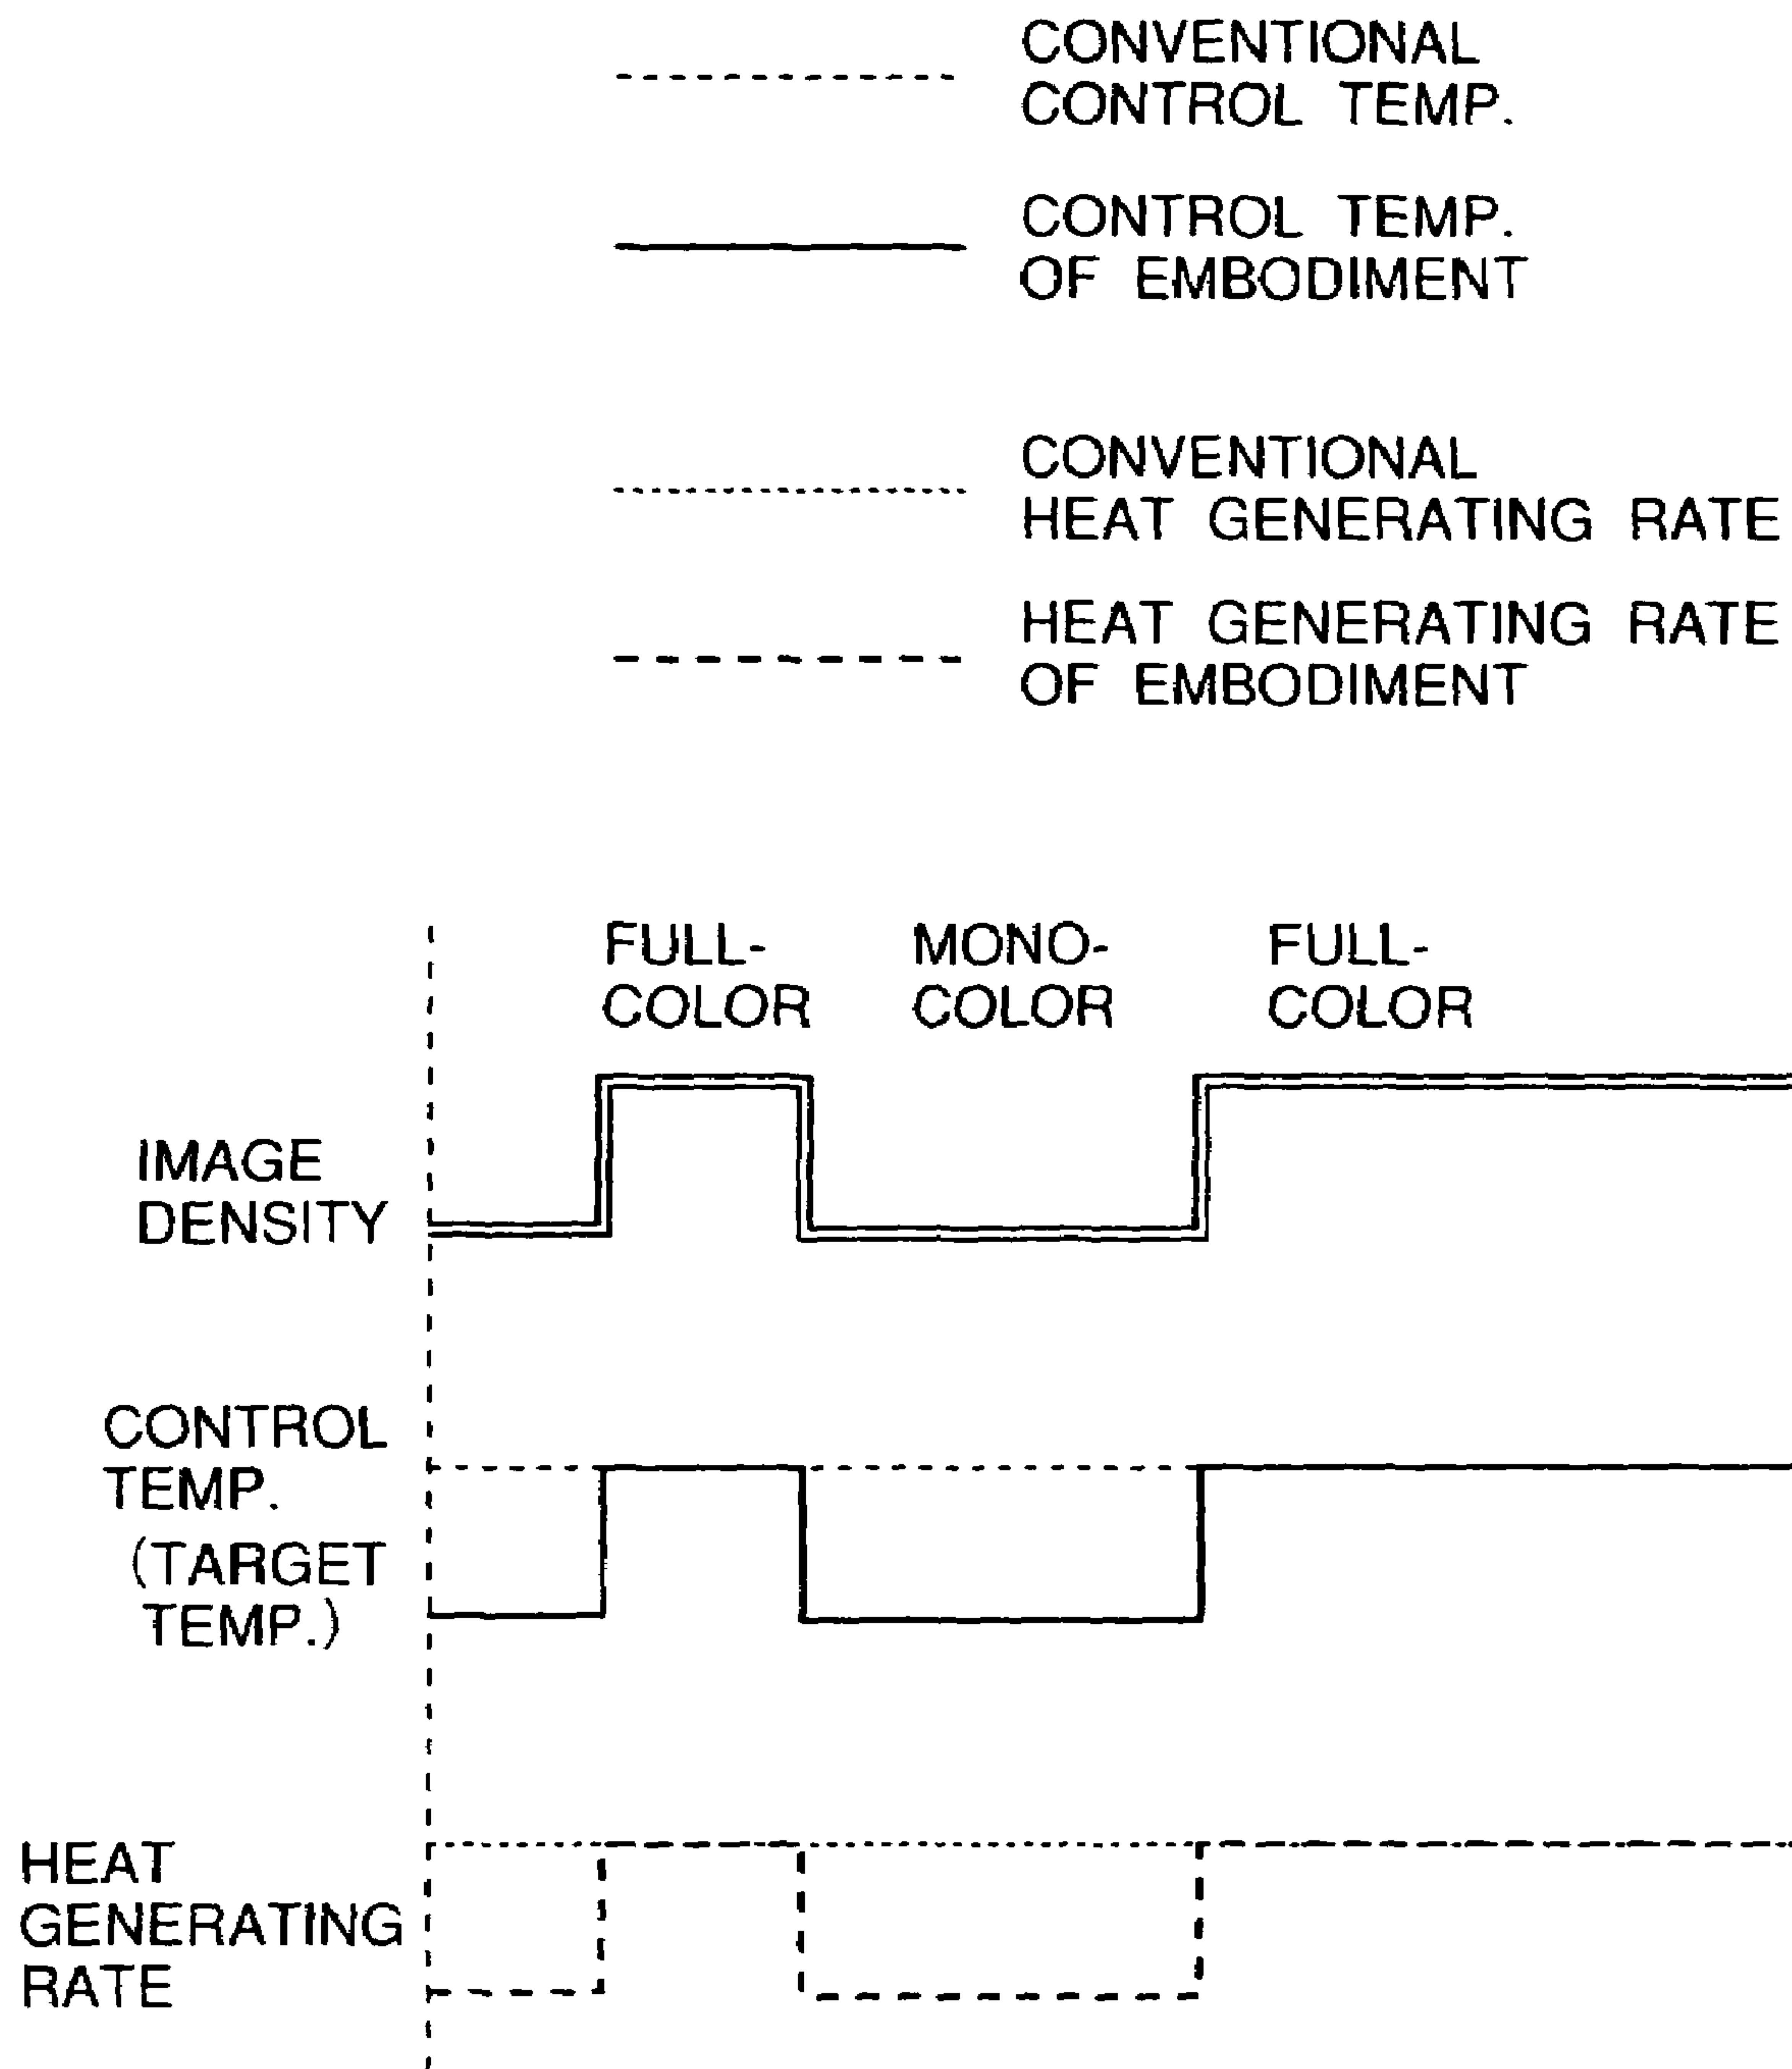 CONVENTIONAL
CONTROL TEMP.
CONTROL TEMP.
OF EMBODIMENT
CONVENTIONAL
HEAT GENERATING RATE
HEAT GENERATING RATE
OF EMBODIMENT
FULL-
COLOR
MONO-
COLOR
FULL-
COLOR
IMAGE
DENSITY
CONTROL
TEMP.
(TARGET
TEMP.)
HEAT
GENERATING
RATE